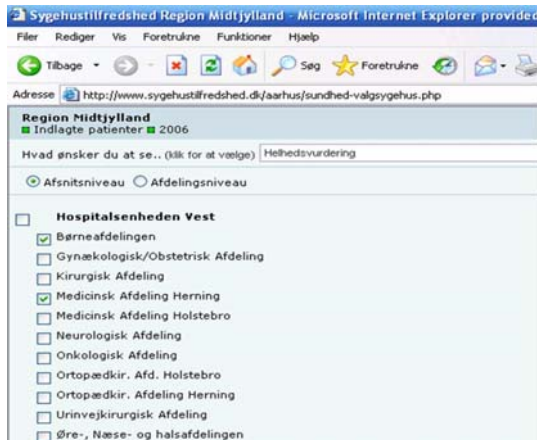 Sygehustilfredshed Region Midtjylland - Microsoft Internet Explorer provided
Filer Rediger Vis Foretrukne Funktioner Hjælp
Tilbage Søg Foretrukne
Adresse http://www.sygehustilfredshed.dk/aarhus/sundhed-valgsygehus.php
Region Midtjylland
Indlagte patienter 2006
Hvad ønsker du at se.. (klik for at vælge) Helhedsvurdering
Afsnitsniveau Afdelingsniveau
Hospitalsenheden Vest
Børneafdelingen
Gynækologisk/Obstetrisk Afdeling
Kirurgisk Afdeling
Medicinsk Afdeling Herning
Medicinsk Afdeling Holstebro
Neurologisk Afdeling
Onkologisk Afdeling
Ortopædkir. Afd. Holstebro
Ortopædkir. Afdeling Herning
Urinvejkirurgisk Afdeling
Øre-, Næse- og halsafdelingen